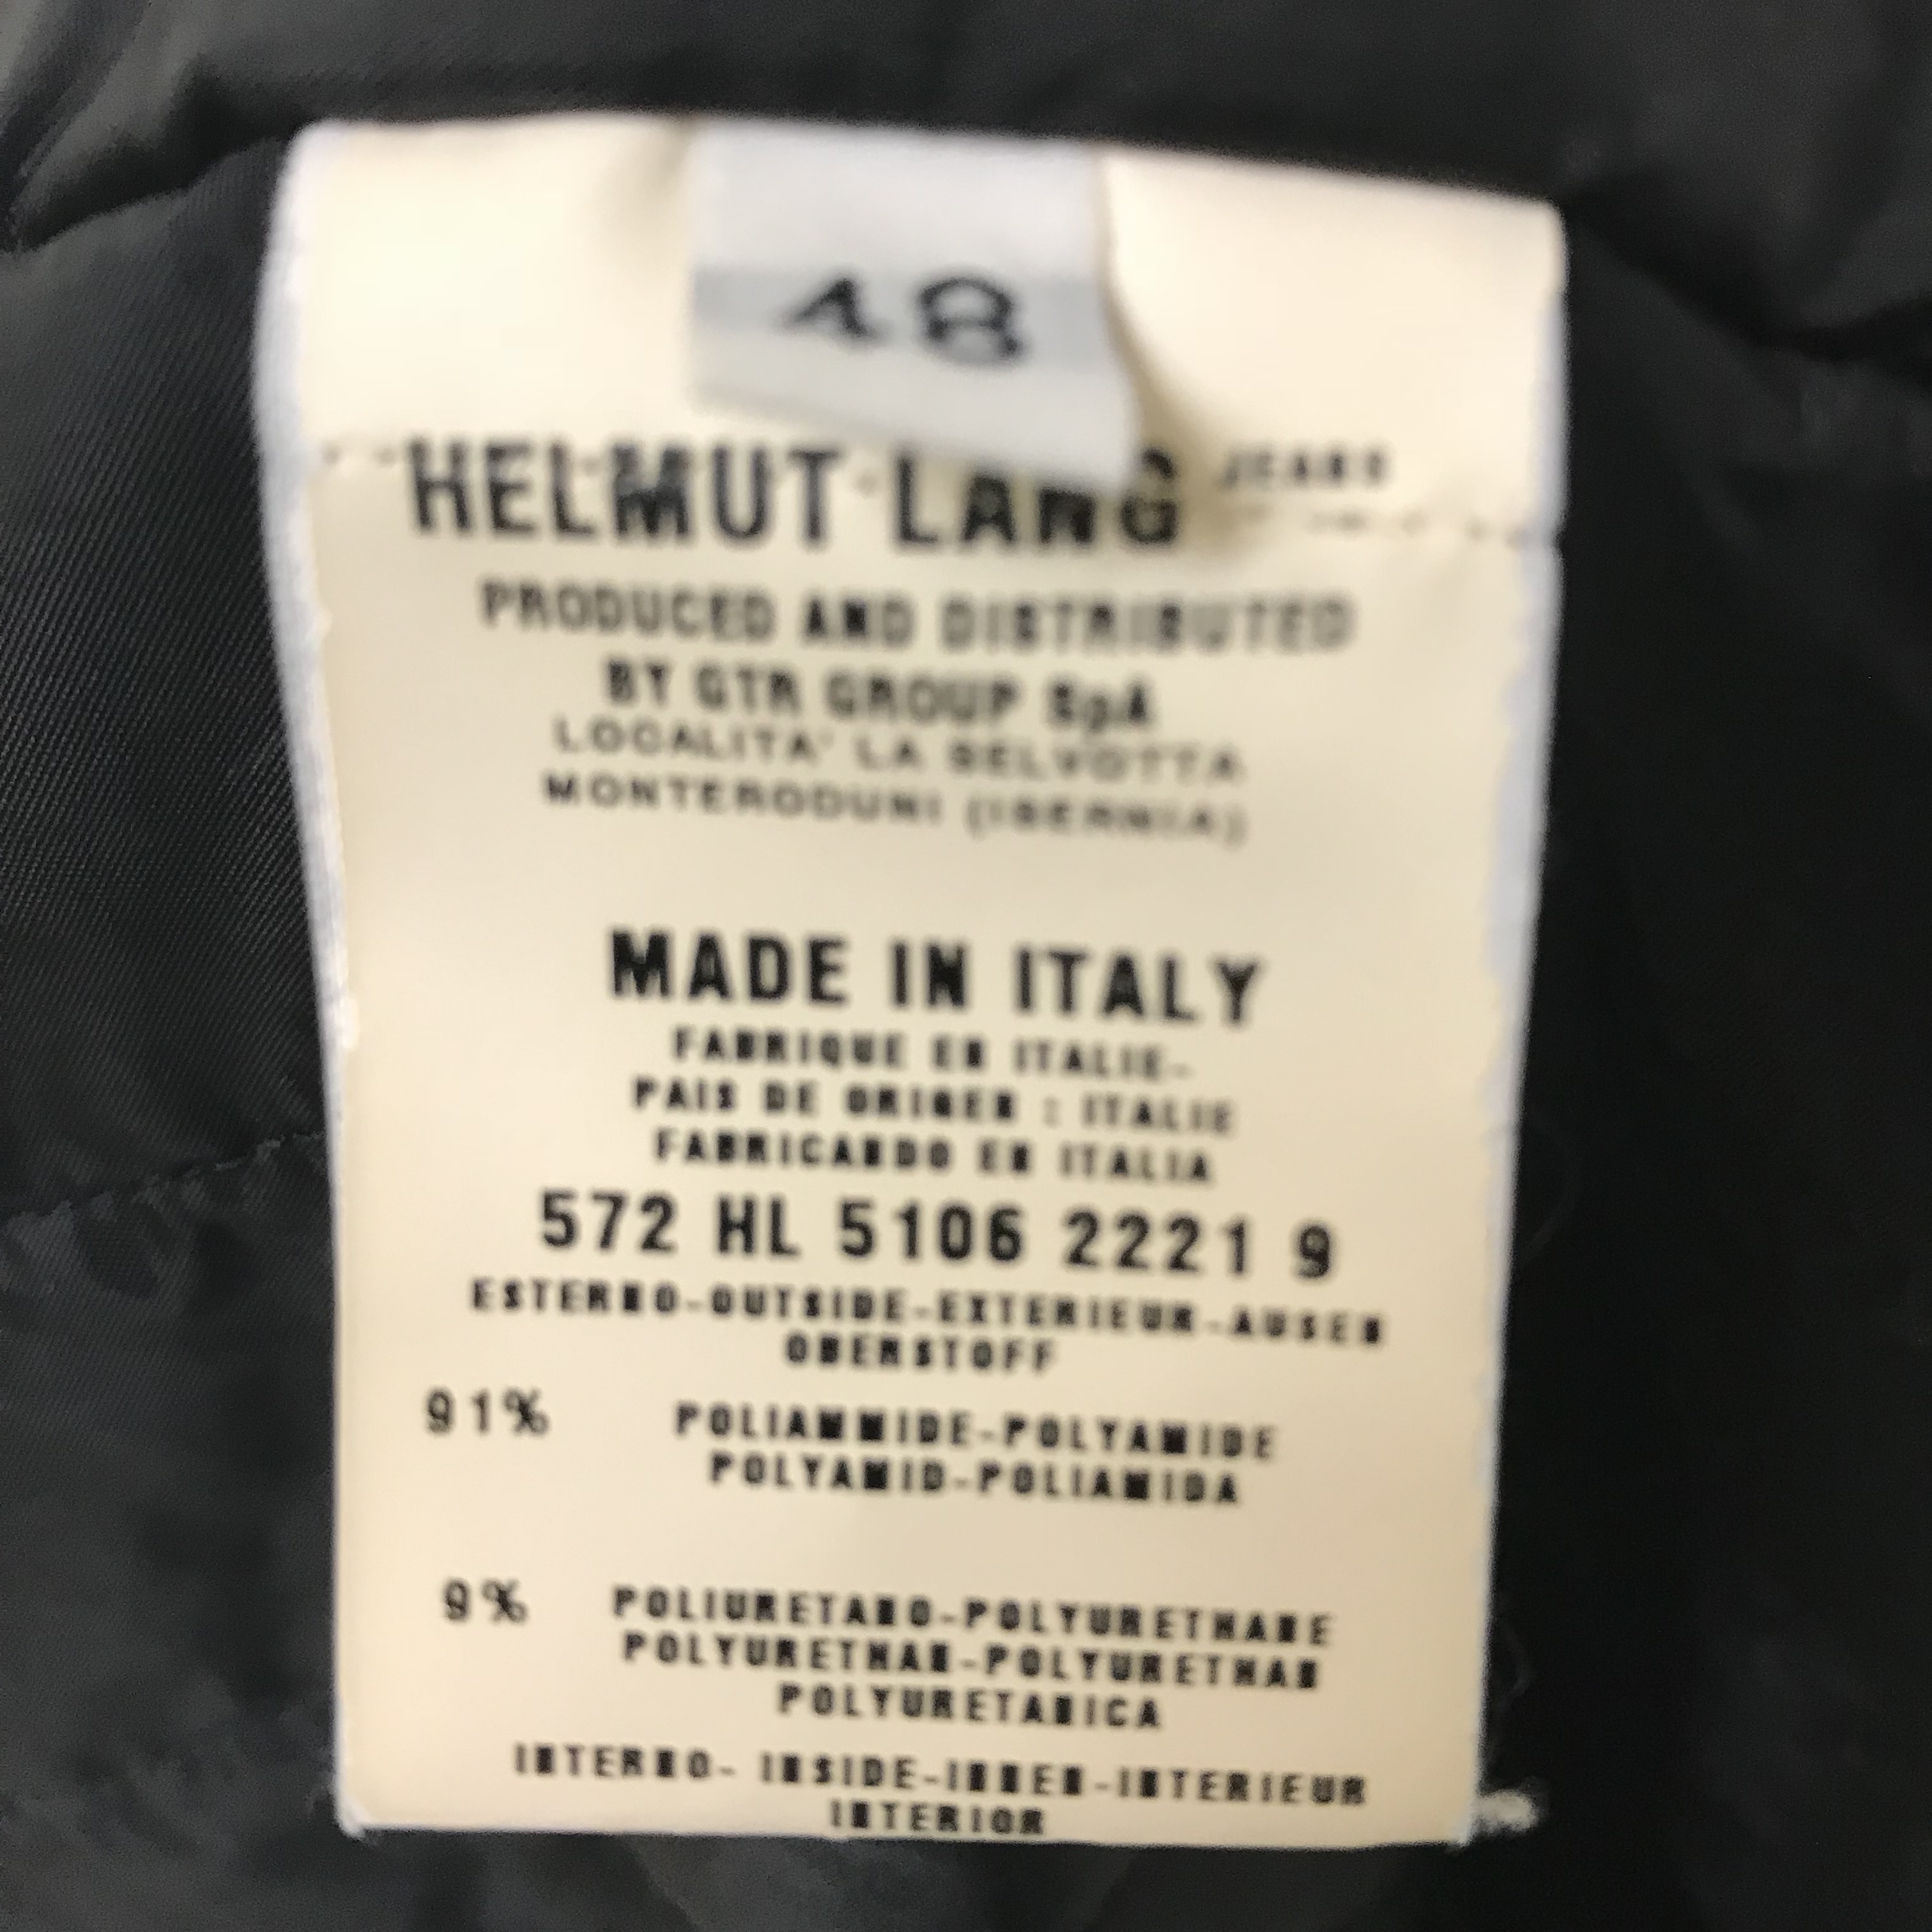 48
HELMUT LANG JEANS
PRODUCED AND DISTRIBUTED
BY GTR GROUP SpA
LOCALITA' LA SELVOTTA
MONTERODUNI (ISERNIA)
MADE IN ITALY
FABRIQUE EN ITALIE-
PAIS DE ORIGEN : ITALIE
FABRICANDO EN ITALIA
572 HL 5106 2221 9
ESTERNO-OUTSIDE-EXTERIEUR-AUSEN
OBERSTOFF
91% POLIAMMIDE-POLYAMIDE
POLYAMID-POLIAMIDA
9% POLIURETANO-POLYURETHANE
POLYURETHAN-POLYURETHAN
POLYURETANICA
INTERNO- INSIDE-INNEN-INTERIEUR
INTERIOR